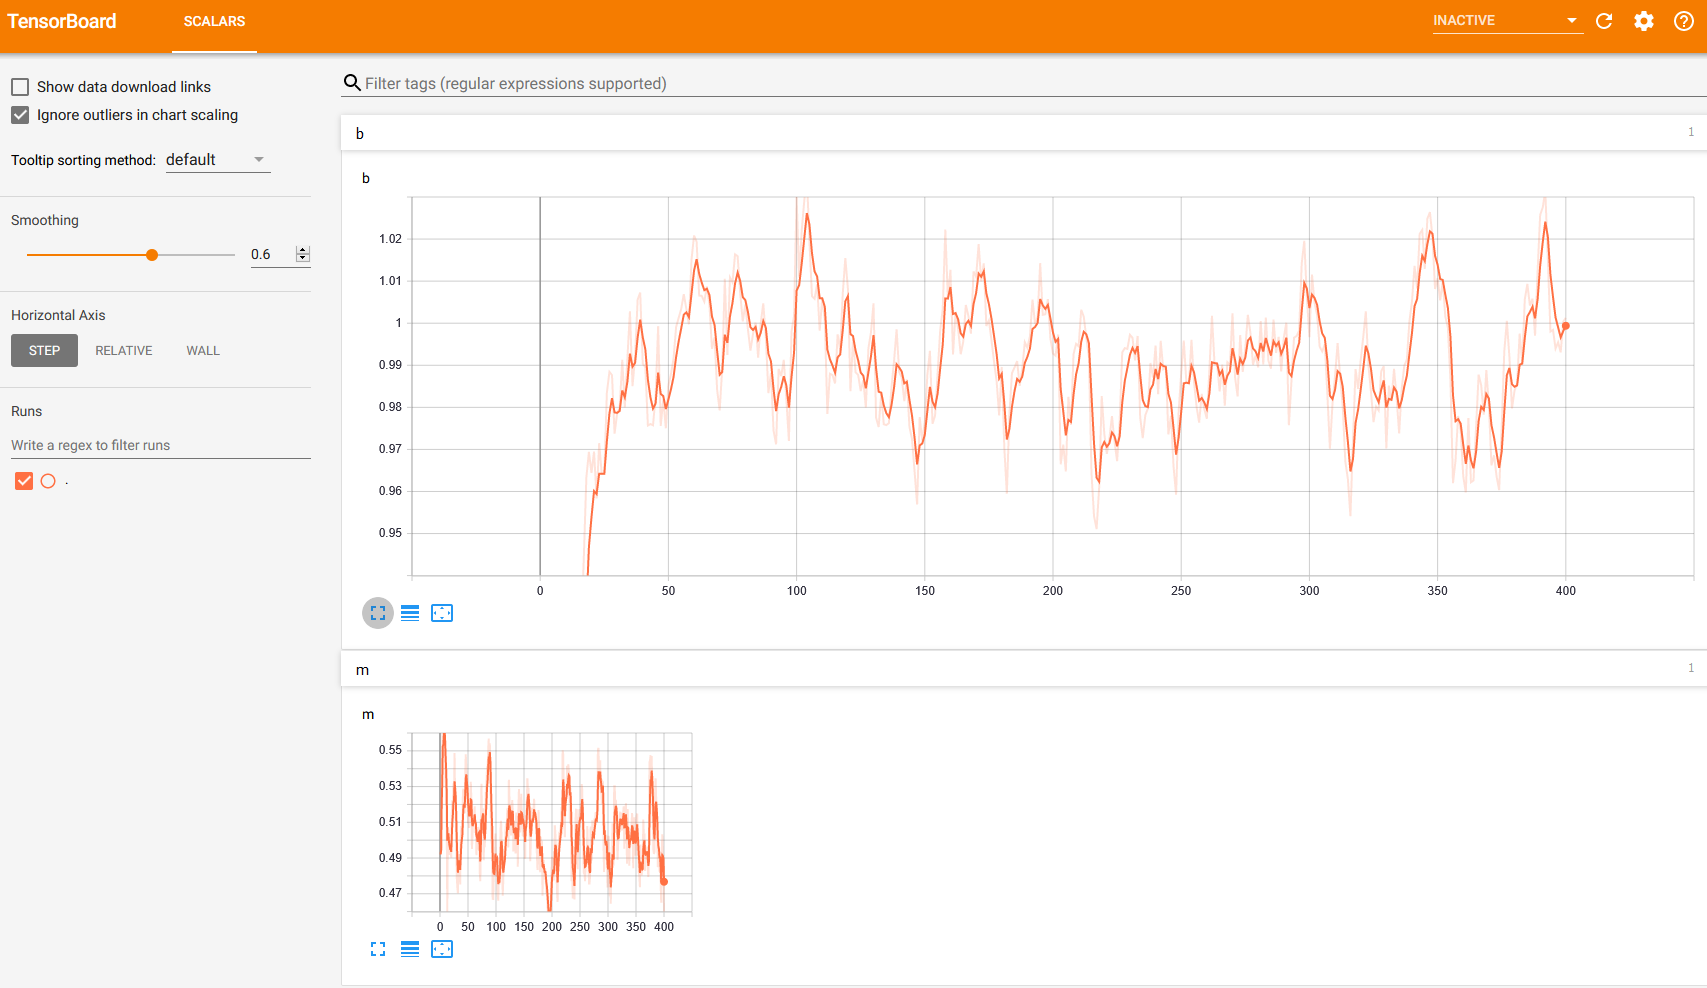 TensorBoard
SCALARS
INACTIVE
Show data download links
Ignore outliers in chart scaling
Tooltip sorting method: default
Smoothing
0.6
Horizontal Axis
STEP RELATIVE WALL
Runs
Write a regex to filter runs
.
Filter tags (regular expressions supported)
b 1
b
1.02
1.01
1
0.99
0.98
0.97
0.96
0.95
0 50 100 150 200 250 300 350 400
m 1
m
0.55
0.53
0.51
0.49
0.47
0 50 100 150 200 250 300 350 400